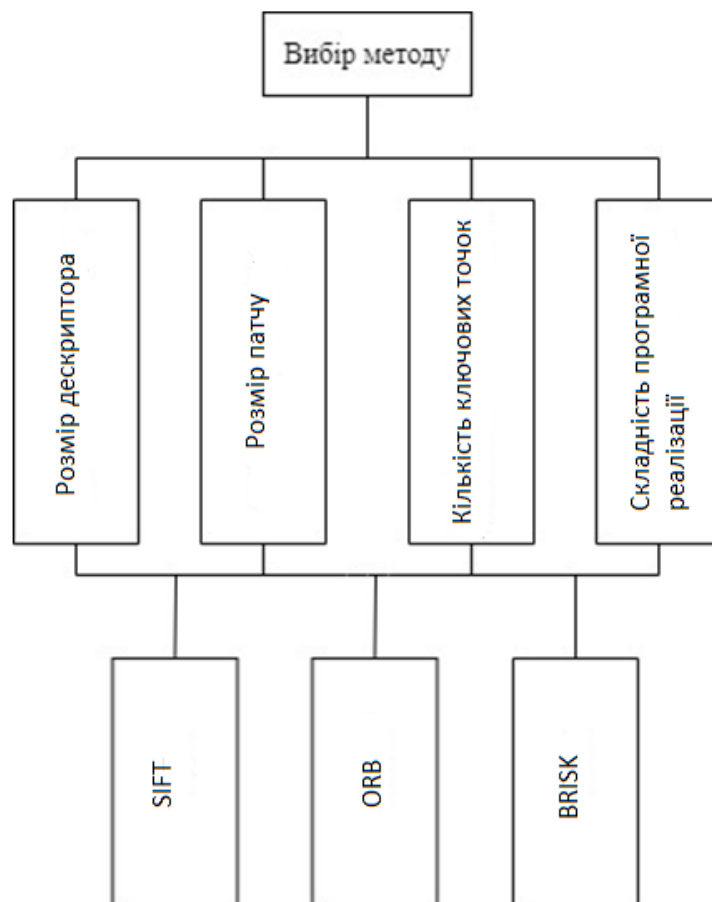 Вибір методу
Розмір дескриптора
Розмір патчу
Кількість ключових точок
Складність програмної
реалізації
SIFT
ORB
BRISK